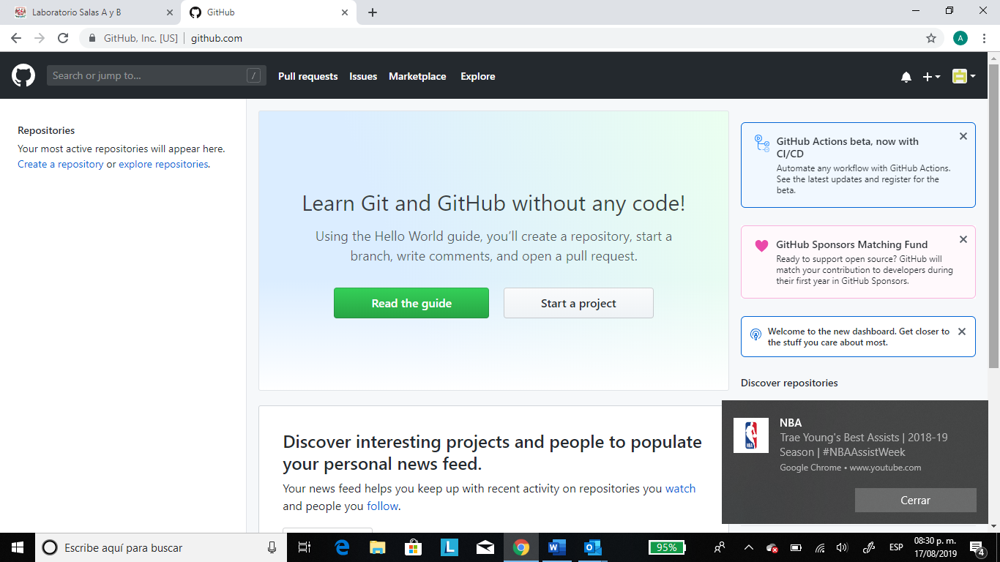 Laboratorio Salas A y B
GitHub
GitHub, Inc. [US]
github.com
A
Search or jump to...
/
Pull requests
Issues
Marketplace
Explore
Repositories
Your most active repositories will appear here.
Create a repository or explore repositories.
Learn Git and GitHub without any code!
Using the Hello World guide, you'll create a repository, start a
branch, write comments, and open a pull request.
Read the guide
Start a project
Discover interesting projects and people to populate
your personal news feed.
Your news feed helps you keep up with recent activity on repositories you watch
and people you follow.
GitHub Actions beta, now with
CI/CD
Automate any workflow with GitHub Actions.
See the latest updates and register for the
beta.
GitHub Sponsors Matching Fund
Ready to support open source? GitHub will
match your contribution to developers during
their first year in GitHub Sponsors.
Welcome to the new dashboard. Get closer to
the stuff you care about most.
Discover repositories
NBA
Trae Young's Best Assists | 2018-19
Season | #NBAAssistWeek
Google Chrome • www.youtube.com
Cerrar
Escribe aquí para buscar
95%
ESP
08:30 p. m.
17/08/2019
4